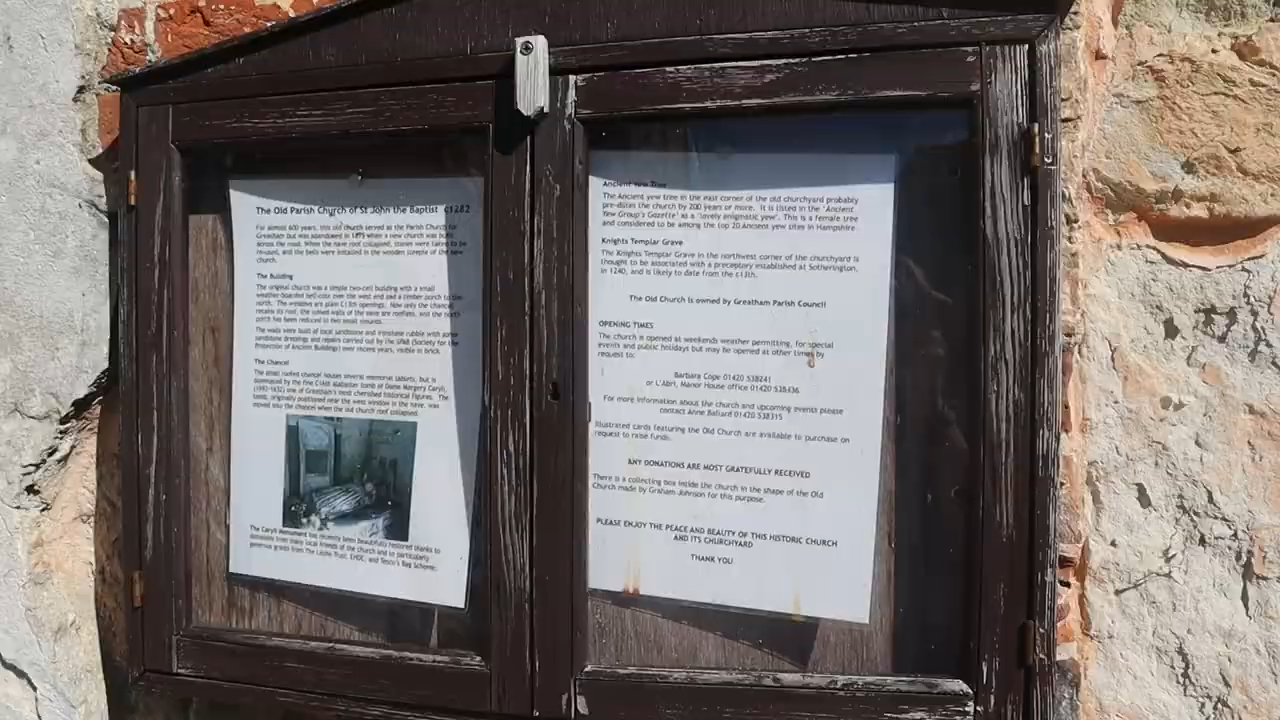 The Old Parish Church of St John the Baptist c1282
For almost 600 years, this old church served as the Parish Church for
Greatham but was abandoned in 1875 when a new church was built
across the road. When the nave roof collapsed, stones were taken to be
re-used, and the bells were installed in the wooden steeple of the new
church.
The Building
The original church was a simple two-cell building with a small
weather-boarded bell-cote over the west end and a timber porch to the
north. The windows are plain C13th openings. Now only the chancel
retains its roof, the ruined walls of the nave are roofless, and the north
porch has been reduced to two small mounds.
The walls were built of local sandstone and ironstone rubble with some
sandstone dressings and repairs carried out by the SPAB (Society for the
Protection of Ancient Buildings) over recent years, visible in brick.
The Chancel
The small roofed chancel houses several memorial tablets, but is
dominated by the fine C16th alabaster tomb of Dame Margery Caryll,
one of Greatham's most cherished historical figures. The
tomb, originally positioned near the west window in the nave, was
moved into the chancel when the old church roof collapsed.
The Caryll Monument has recently been beautifully restored thanks to
donations from many local friends of the church and to particularly
generous grants from The Leche Trust, EHDC, and Tesco's Bag Scheme.
Ancient Yew Tree
The Ancient yew tree in the east corner of the old churchyard probably
pre-dates the church by 200 years or more. It is listed in the 'Ancient
Yew Group's Gazette' as a 'lovely enigmatic yew'. This is a female tree
and considered to be among the top 20 Ancient yew sites in Hampshire
Knights Templar Grave
The Knights Templar Grave in the northwest corner of the churchyard is
thought to be associated with a preceptory established at Sotherington,
in 1240, and is likely to date from the c13th.
The Old Church is owned by Greatham Parish Council
OPENING TIMES
The church is opened at weekends weather permitting, for special
events and public holidays but may be opened at other times by
request to:
Barbara Cope 01420 538241
or L'Abri, Manor House office 01420 538436
For more information about the church and upcoming events please
contact Anne Ballard 01420 538315
Illustrated cards featuring the Old Church are available to purchase on
request to raise funds.
ANY DONATIONS ARE MOST GRATEFULLY RECEIVED
There is a collecting box inside the church in the shape of the Old
Church made by Graham Johnson for this purpose.
PLEASE ENJOY THE PEACE AND BEAUTY OF THIS HISTORIC CHURCH
AND ITS CHURCHYARD
THANK YOU